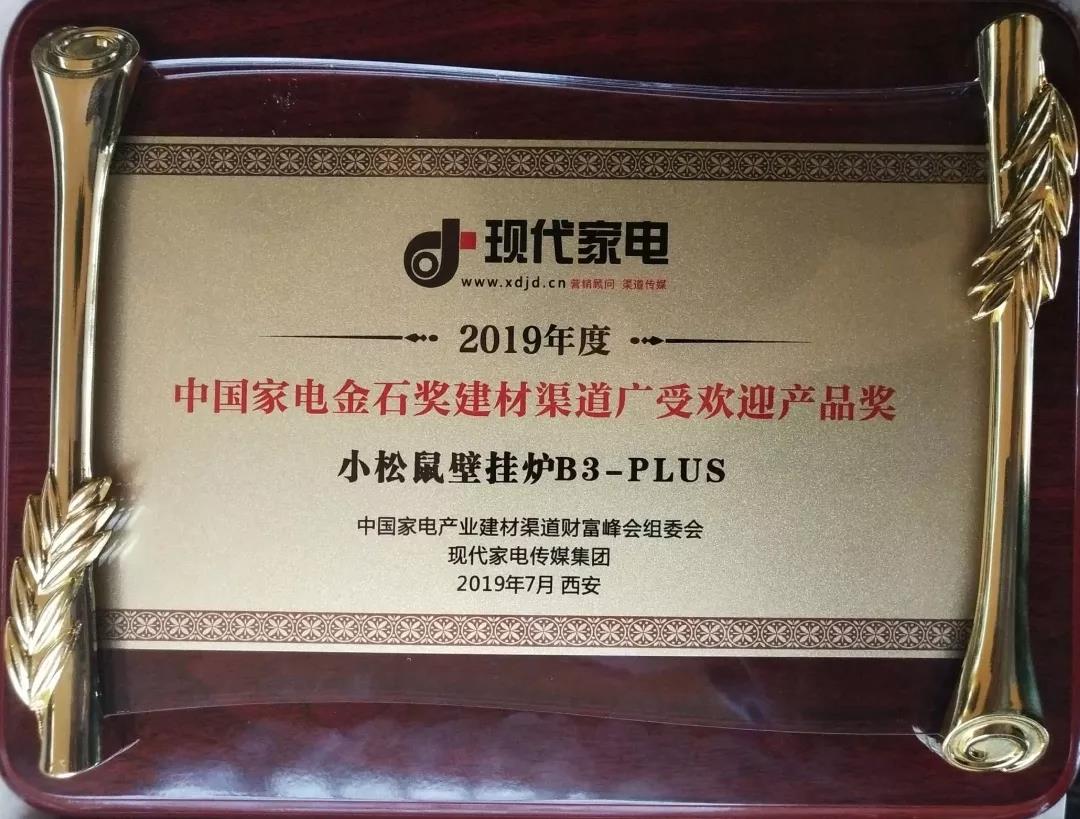 现代家电
www.xdjd.cn 营销顾问 渠道传媒
2019年度
中国家电金石奖建材渠道广受欢迎产品奖
小松鼠壁挂炉B3-PLUS
中国家电产业建材渠道财富峰会组委会
现代家电传媒集团
2019年7月 西安